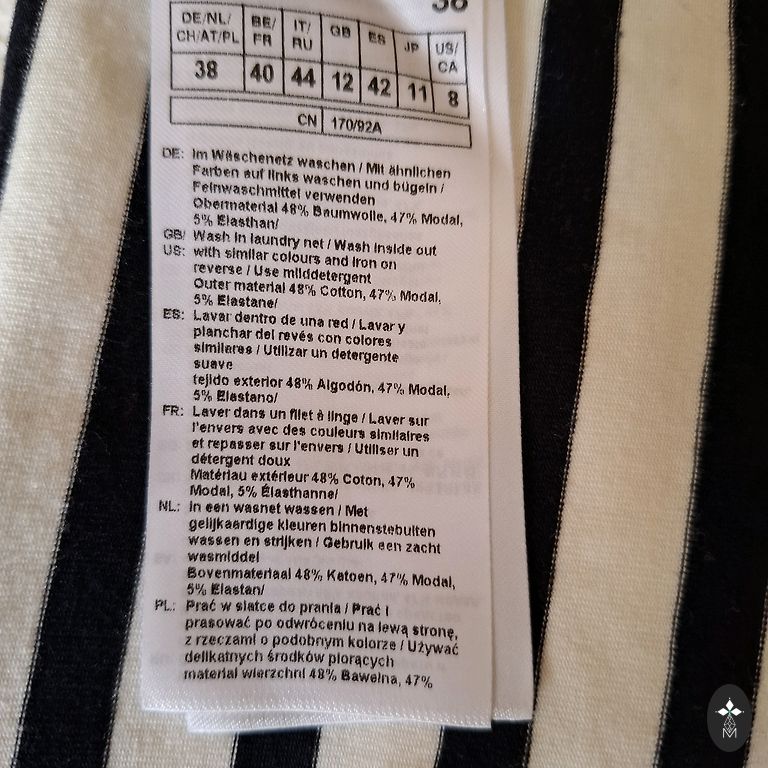 38
DE/NL/ CH/AT/PL BE/ FR IT/ RU GB ES JP US/ CA
38 40 44 12 42 11 8
CN 170/92A
DE: Im Wäschenetz waschen / Mit ähnlichen
Farben auf links waschen und bügeln /
Feinwaschmittel verwenden
Obermaterial 48% Baumwolle, 47% Modal,
5% Elasthan/
GB/ Wash in laundry net / Wash inside out
US: with similar colours and iron on
reverse / Use milddetergent
Outer material 48% Cotton, 47% Modal,
5% Elastane/
ES: Lavar dentro de una red / Lavar y
planchar del revés con colores
similares / Utilizar un detergente
suave
tejido exterior 48% Algodón, 47% Modal,
5% Elastano/
FR: Laver dans un filet à linge / Laver sur
l'envers avec des couleurs similaires
et repasser sur l'envers / Utiliser un
détergent doux
Matériau extérieur 48% Coton, 47%
Modal, 5% Élasthanne/
NL: In een wasnet wassen / Met
gelijkaardige kleuren binnenstebuiten
wassen en strijken / Gebruik een zacht
wasmiddel
Bovenmateriaal 48% Katoen, 47% Modal,
5% Elastan/
PL: Prać w siatce do prania / Prać i
prasować po odwróceniu na lewą stronę,
z rzeczami o podobnym kolorze / Używać
delikatnych środków piorących
materiał wierzchni 48% Bawełna, 47%
M